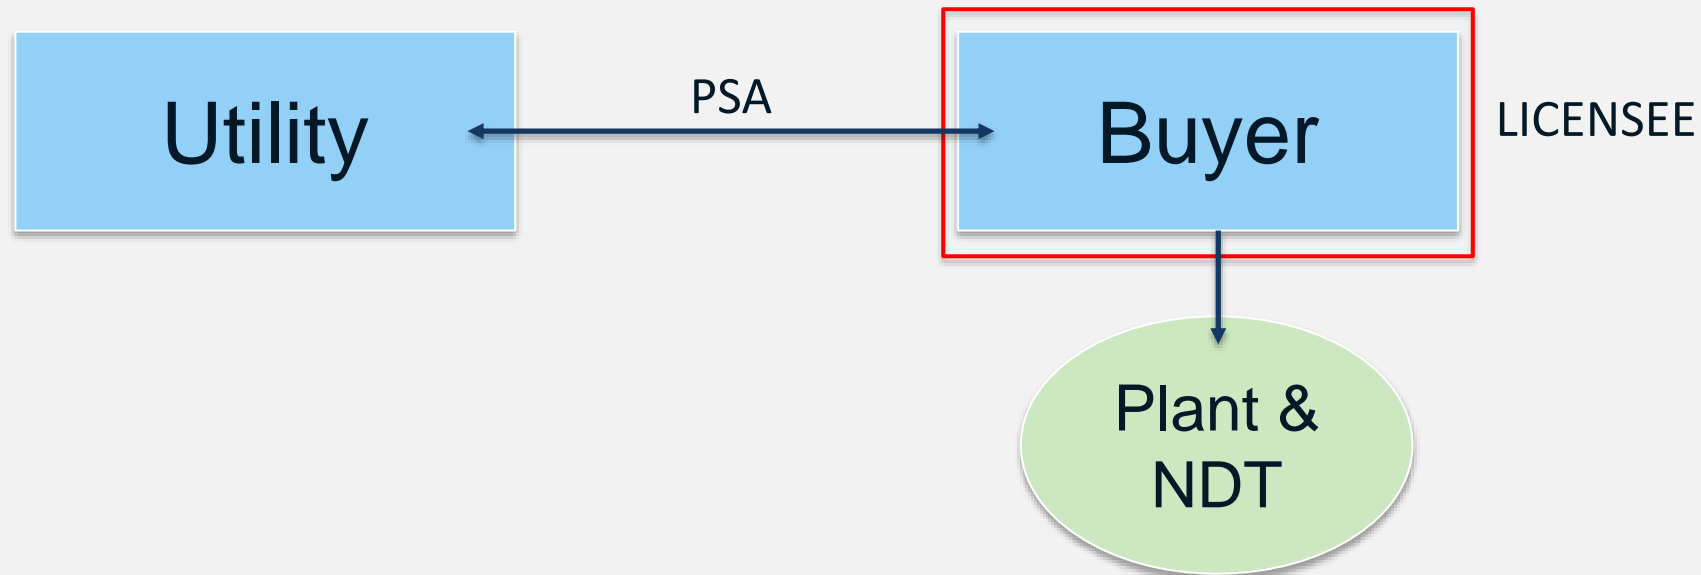 Utility
PSA
Buyer
LICENSEE
Plant &
NDT